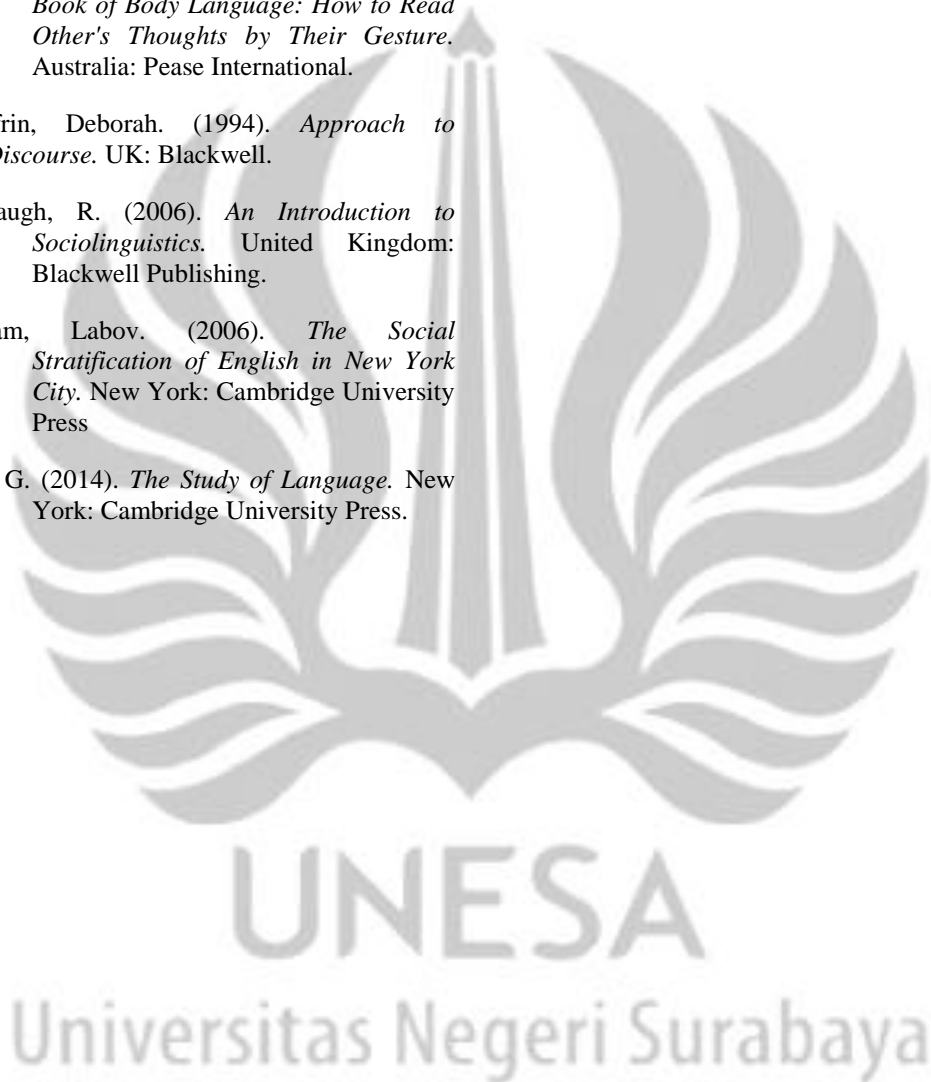 Book of Body Language: How to Read
Other's Thoughts by Their Gesture.
Australia: Pease International.
frin, Deborah. (1994). Approach to
Discourse. UK: Blackwell.
augh, R. (2006). An Introduction to
Sociolinguistics. United Kingdom:
Blackwell Publishing.
am, Labov. (2006). The Social
Stratification of English in New York
City. New York: Cambridge University
Press
G. (2014). The Study of Language. New
York: Cambridge University Press.
UNESA
Universitas Negeri Surabaya